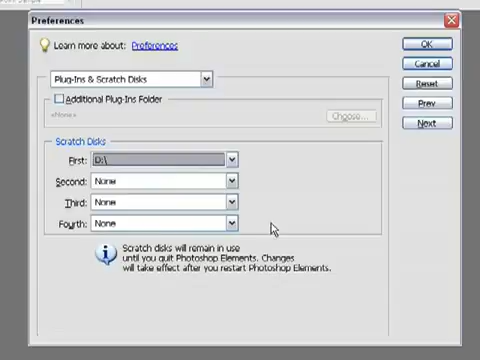 Preferences
Learn more about: Preferences
OK
Cancel
Reset
Prev
Next
Plug-Ins & Scratch Disks
Additional Plug-Ins Folder
<None>
Choose...
Scratch Disks
First: D:\
Second: None
Third: None
Fourth: None
Scratch disks will remain in use
until you quit Photoshop Elements. Changes
will take effect after you restart Photoshop Elements.